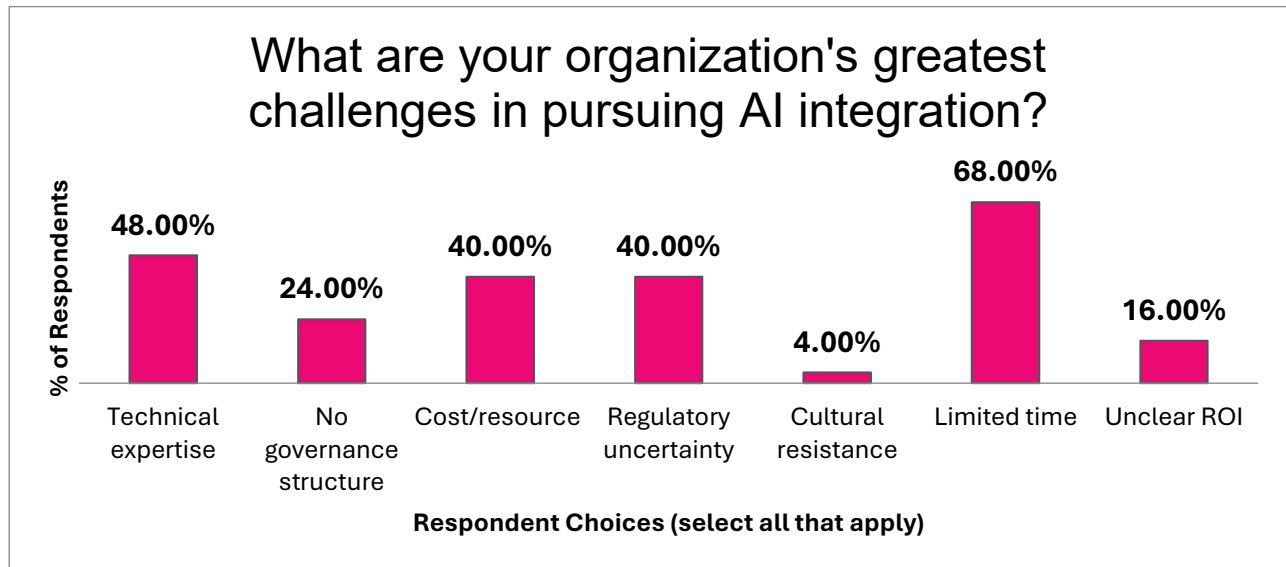 What are your organization's greatest
challenges in pursuing AI integration?
% of Respondents
48.00%
24.00%
40.00%
40.00%
4.00%
68.00%
16.00%
Technical
expertise
No
governance
structure
Cost/resource
Regulatory
uncertainty
Cultural
resistance
Limited time
Unclear ROI
Respondent Choices (select all that apply)